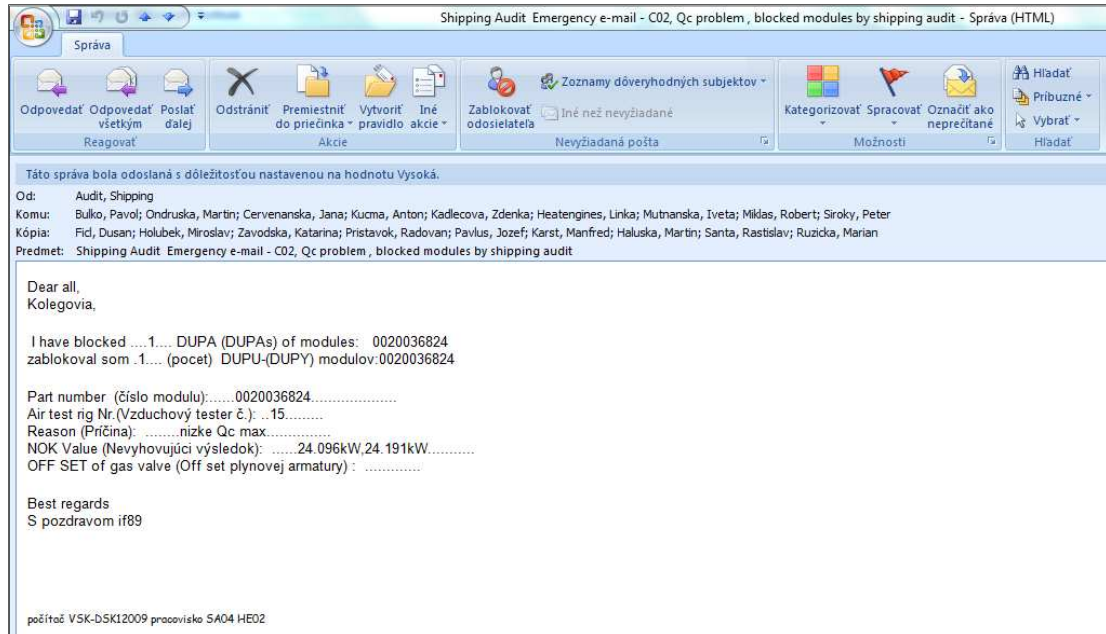 Shipping Audit Emergency e-mail - C02, Qc problem , blocked modules by shipping audit - Správa (HTML)
Správa
Odpovedať Odpovedať všetkým Poslať ďalej
Reagovať
Odstrániť Premiestniť do priečinka Vytvoriť pravidlo Iné akcie
Akcie
Zablokovať odosielateľa
Zoznamy dôveryhodných subjektov
Iné než nevyžiadané
Nevyžiadaná pošta
Kategorizovať Spracovať Označiť ako neprečítané
Možnosti
Hľadať
Príbuzné
Vybrať
Hľadať
Táto správa bola odoslaná s dôležitosťou nastavenou na hodnotu Vysoká.
Od: Audit, Shipping
Komu: Bulko, Pavol; Ondruska, Martin; Cervenanska, Jana; Kucma, Anton; Kadlecova, Zdenka; Heatengines, Linka; Mutnanska, Iveta; Miklas, Robert; Siroky, Peter
Kópia: Ficl, Dusan; Holubek, Miroslav; Zavodska, Katarina; Pristavok, Radovan; Pavlus, Jozef; Karst, Manfred; Haluska, Martin; Santa, Rastislav; Ruzicka, Marian
Predmet: Shipping Audit Emergency e-mail - C02, Qc problem , blocked modules by shipping audit
Dear all,
Kolegovia,
I have blocked ....1.... DUPA (DUPAs) of modules: 0020036824
zablokoval som .1.... (pocet) DUPU-(DUPY) modulov:0020036824
Part number (číslo modulu):......0020036824....................
Air test rig Nr.(Vzduchový tester č.): ..15.........
Reason (Príčina): ........nizke Qc max...............
NOK Value (Nevyhovujúci výsledok): ......24.096kW,24.191kW...........
OFF SET of gas valve (Off set plynovej armatury) : .............
Best regards
S pozdravom if89
počítač VSK-DSK12009 pracovisko SA04 HE02